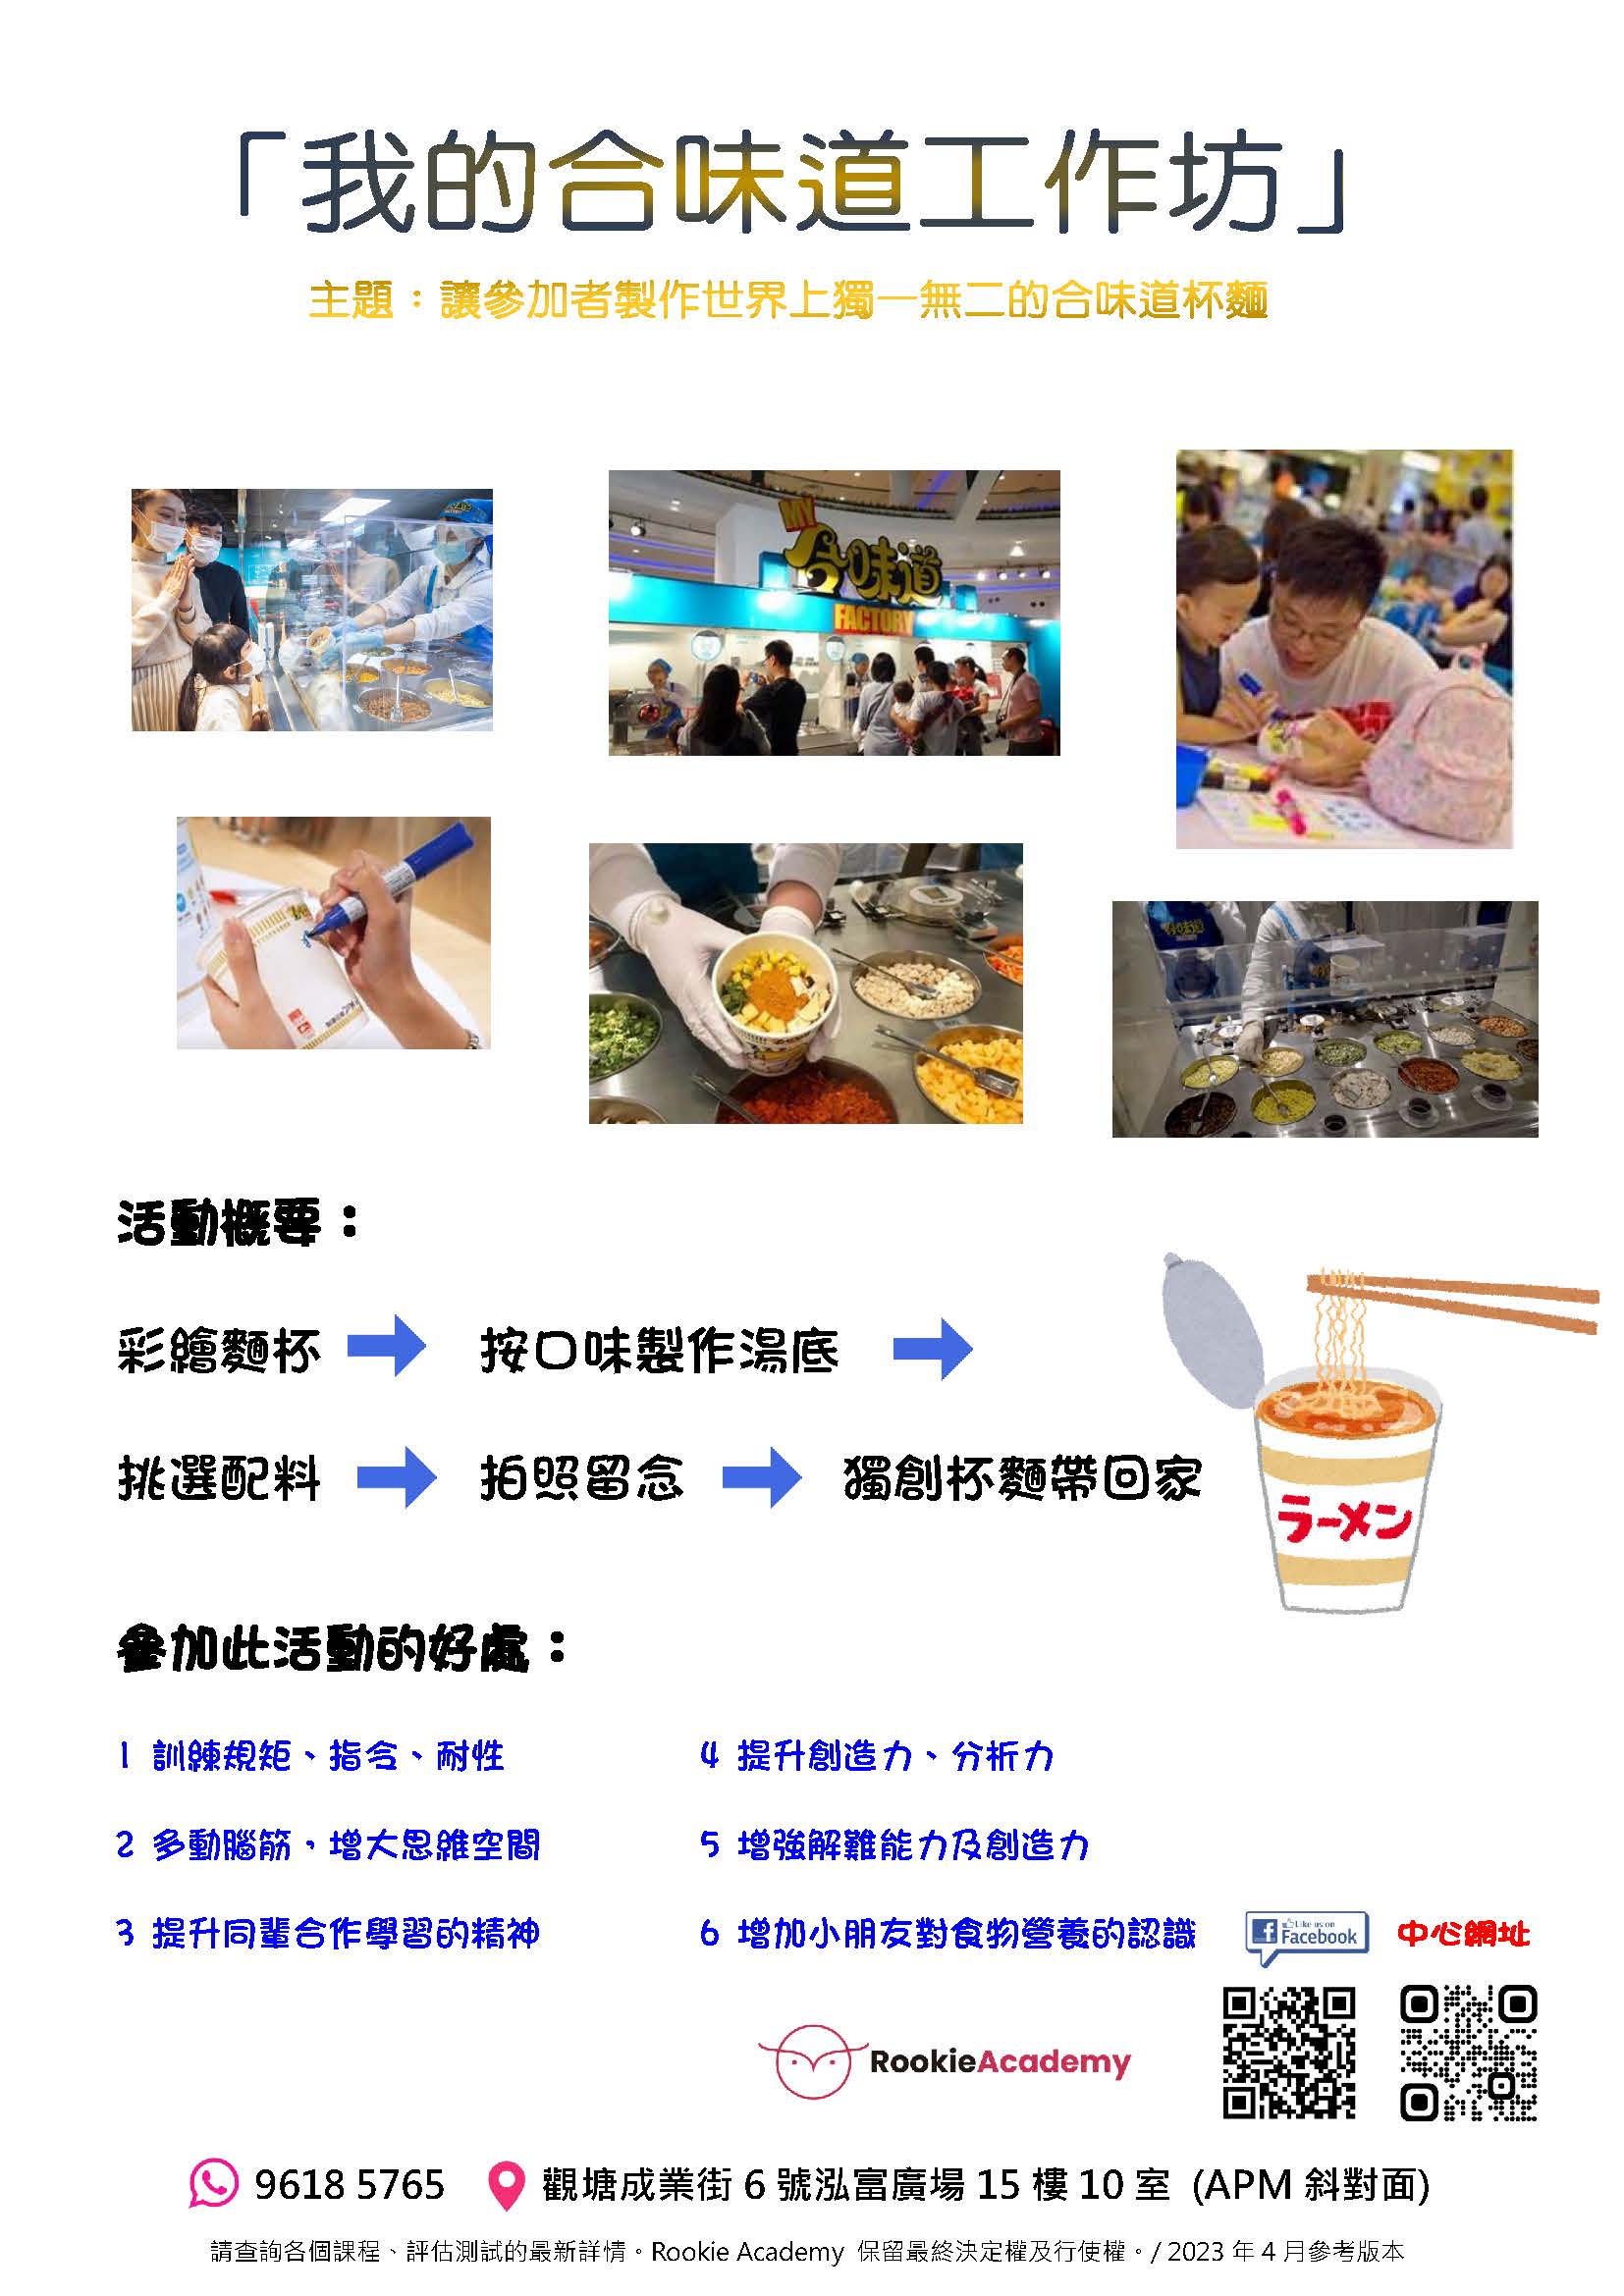 「我的合味道工作坊」
主題：讓參加者製作世界上獨一無二的合味道杯麵
MY
合味道
FACTORY
活動概要：
彩繪麵杯
按口味製作湯底
挑選配料
拍照留念
獨創杯麵帶回家
ラーメン
參加此活動的好處：
1 訓練規矩、指令、耐性
4 提升創造力、分析力
2 多動腦筋，增大思維空間
5 增強解難能力及創造力
3 提升同輩合作學習的精神
6 增加小朋友對食物營養的認識
Like us on
Facebook
中心網址
RookieAcademy
9618 5765
觀塘成業街 6 號泓富廣場 15 樓 10 室 (APM 斜對面)
請查詢各個課程、評估測試的最新詳情。Rookie Academy 保留最終決定權及行使權。/ 2023 年 4 月參考版本